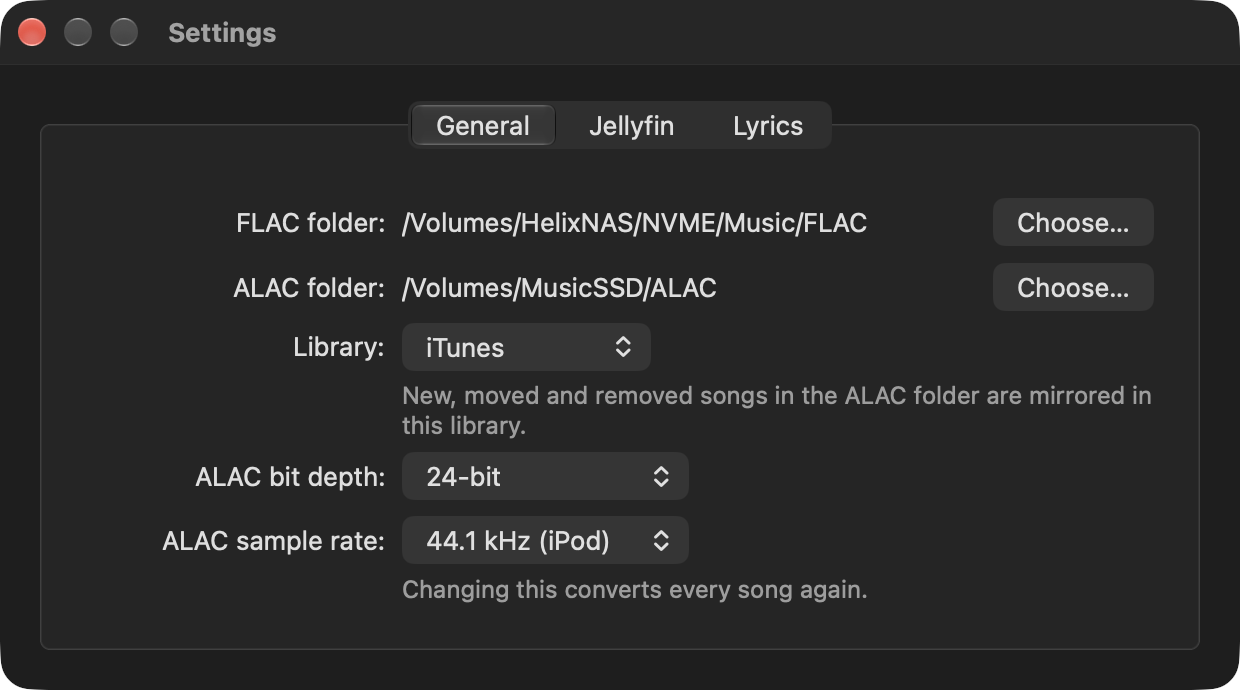 Settings
General Jellyfin Lyrics
FLAC folder: /Volumes/HelixNAS/NVME/Music/FLAC Choose...
ALAC folder: /Volumes/MusicSSD/ALAC Choose...
Library: iTunes
New, moved and removed songs in the ALAC folder are mirrored in
this library.
ALAC bit depth: 24-bit
ALAC sample rate: 44.1 kHz (iPod)
Changing this converts every song again.